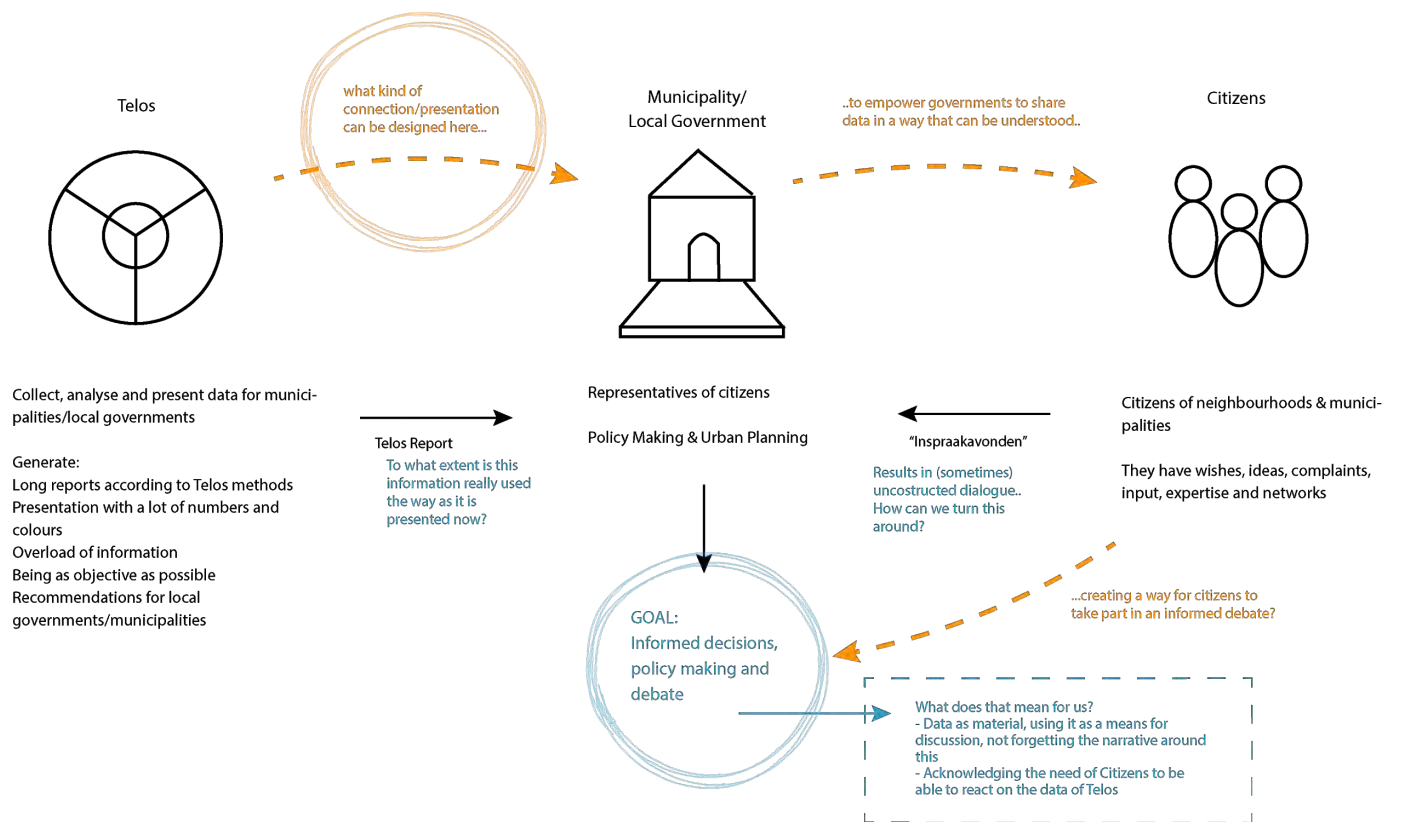 Telos
what kind of
connection/presentation
can be designed here...
Municipality/
Local Government
..to empower governments to share
data in a way that can be understood..
Citizens
Collect, analyse and present data for munici-
palities/local governments
Generate:
Long reports according to Telos methods
Presentation with a lot of numbers and
colours
Overload of information
Being as objective as possible
Recommendations for local
governments/municipalities
Telos Report
To what extent is this
information really used
the way as it is
presented now?
Representatives of citizens
Policy Making & Urban Planning
“Inspraakavonden”
Results in (sometimes)
uncostructed dialogue..
How can we turn this
around?
Citizens of neighbourhoods & munici-
palities
They have wishes, ideas, complaints,
input, expertise and networks
...creating a way for citizens to
take part in an informed debate?
GOAL:
Informed decisions,
policy making and
debate
What does that mean for us?
- Data as material, using it as a means for
discussion, not forgetting the narrative around
this
- Acknowledging the need of Citizens to be
able to react on the data of Telos